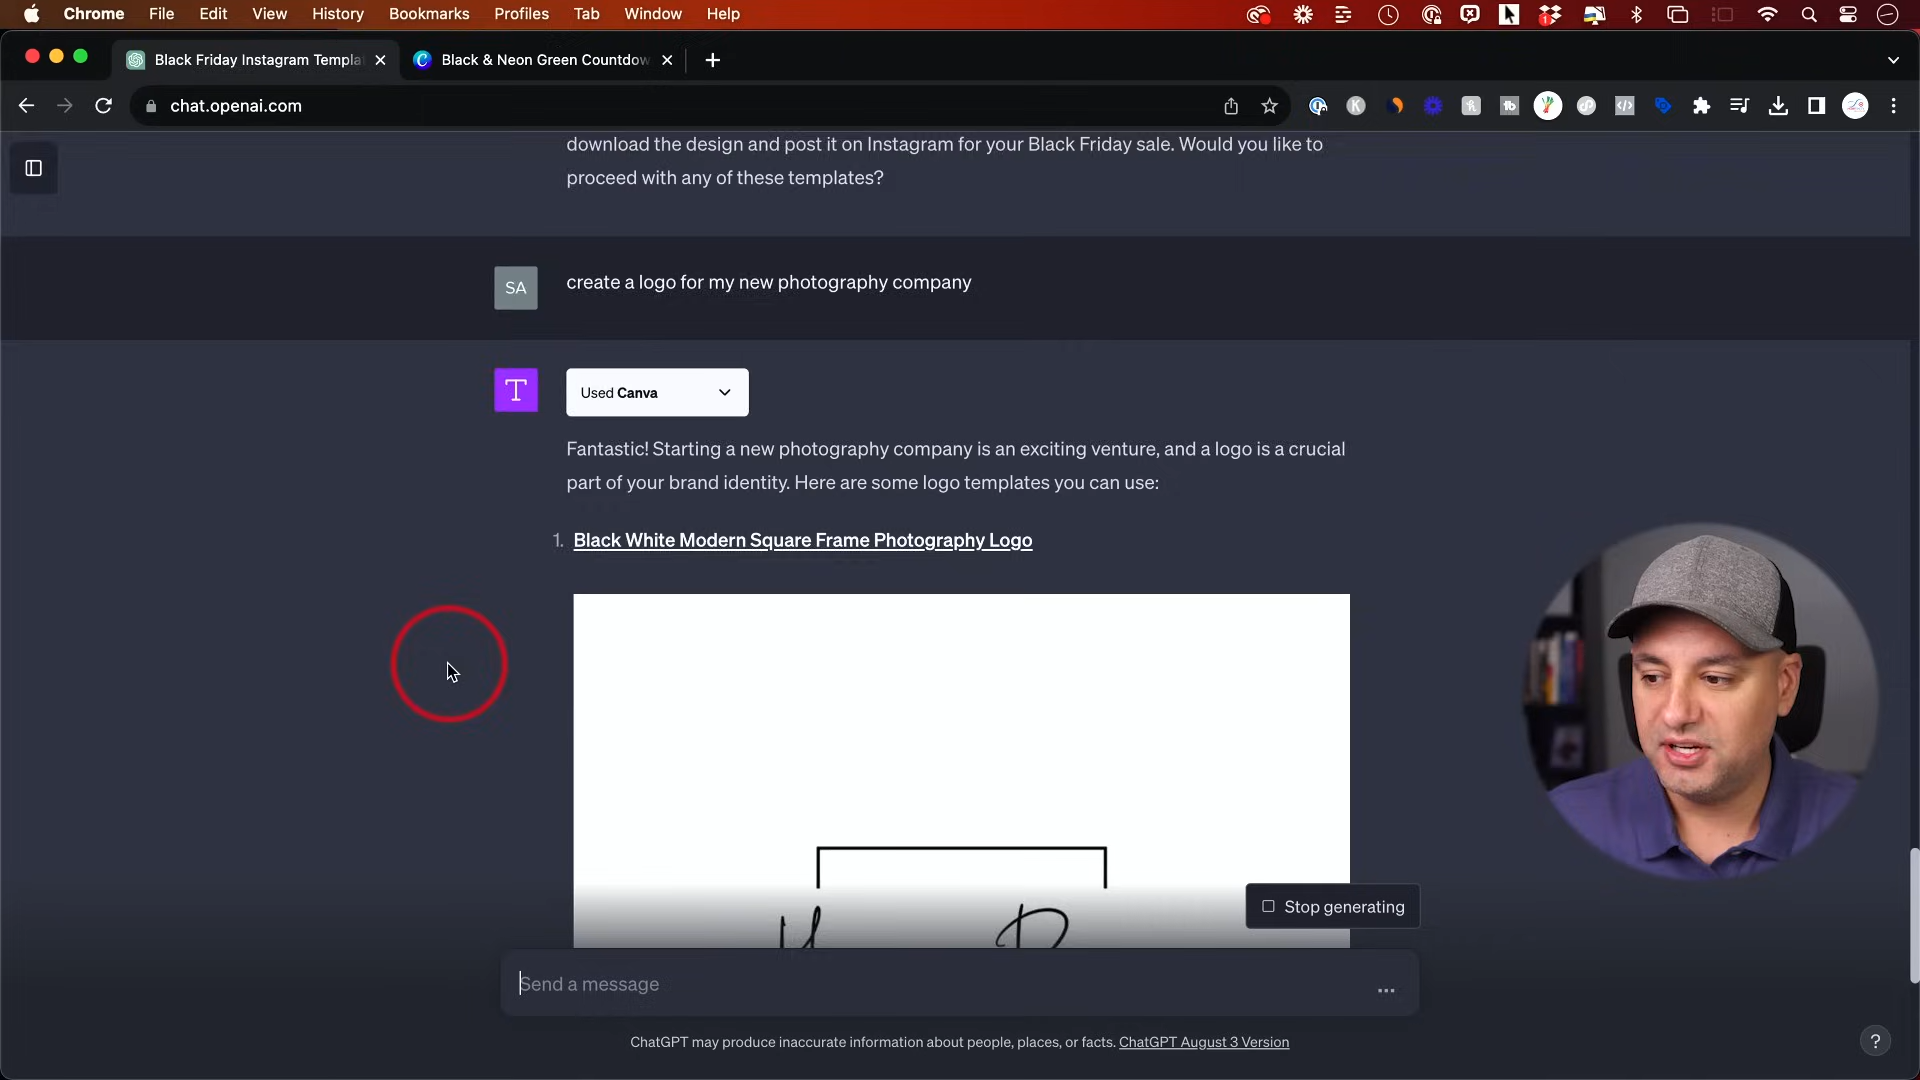 Chrome File Edit View History Bookmarks Profiles Tab Window Help
Black Friday Instagram Templa
Black & Neon Green Countdow
chat.openai.com
download the design and post it on Instagram for your Black Friday sale. Would you like to
proceed with any of these templates?
SA
create a logo for my new photography company
T
Used Canva
Fantastic! Starting a new photography company is an exciting venture, and a logo is a crucial
part of your brand identity. Here are some logo templates you can use:
1. Black White Modern Square Frame Photography Logo
Stop generating
Send a message
...
ChatGPT may produce inaccurate information about people, places, or facts. ChatGPT August 3 Version
?